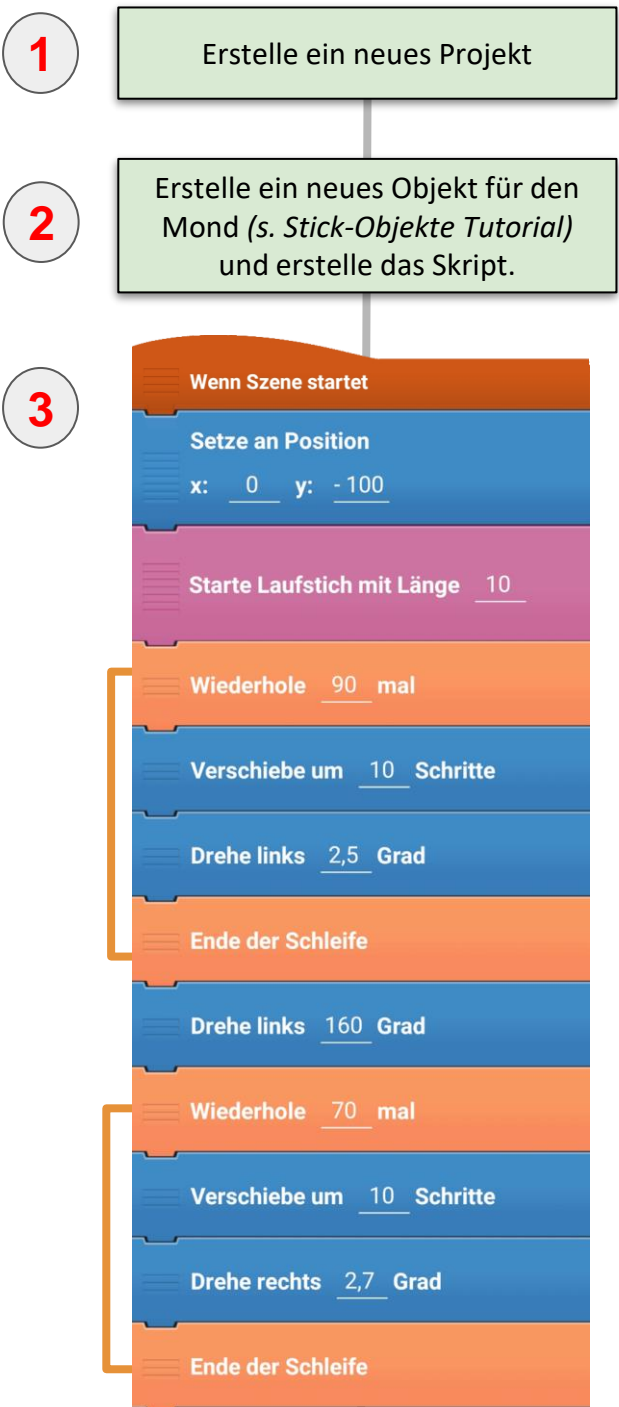 1
Erstelle ein neues Projekt
2
Erstelle ein neues Objekt für den
Mond (s. Stick-Objekte Tutorial)
und erstelle das Skript.
3
Wenn Szene startet
Setze an Position
x: 0 y: - 100
Starte Laufstich mit Länge 10
Wiederhole 90 mal
Verschiebe um 10 Schritte
Drehe links 2,5 Grad
Ende der Schleife
Drehe links 160 Grad
Wiederhole 70 mal
Verschiebe um 10 Schritte
Drehe rechts 2,7 Grad
Ende der Schleife